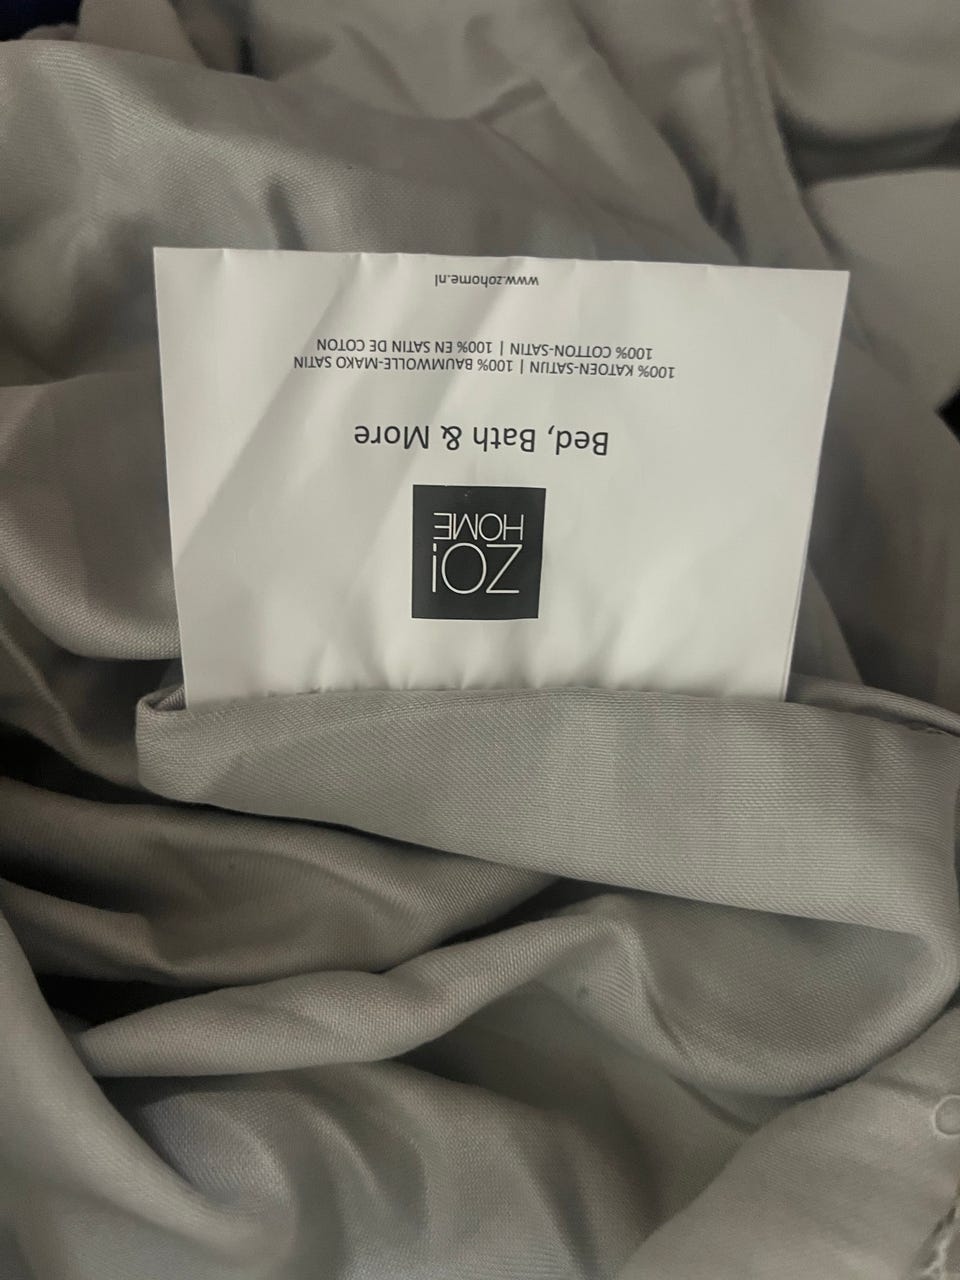 ZO!
HOME
Bed, Bath & More
100% KATOEN-SATIJN | 100% BAUMWOLLE-MAKO SATIN
100% COTTON-SATIN | 100% EN SATIN DE COTON
www.zohome.nl